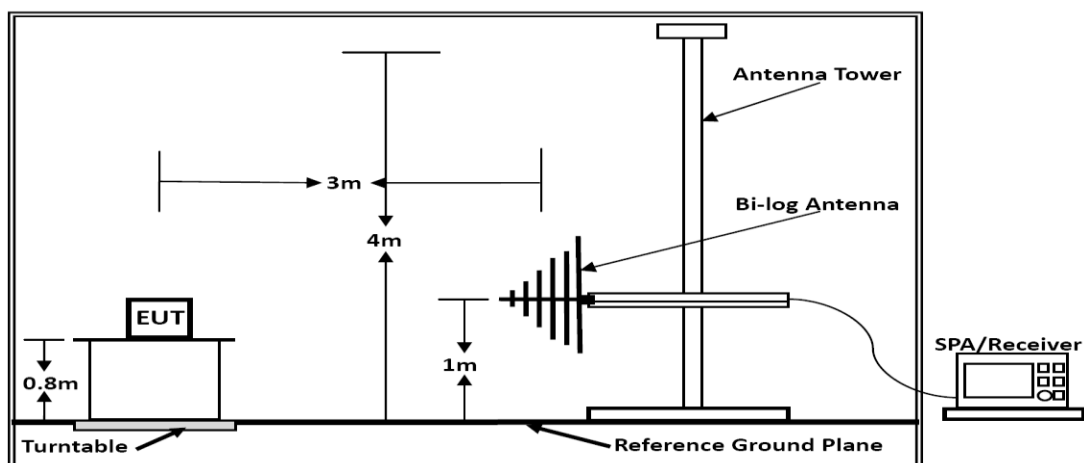 Antenna Tower
3m
Bi-log Antenna
4m
EUT
SPA/Receiver
1m
0.8m
Turntable
Reference Ground Plane